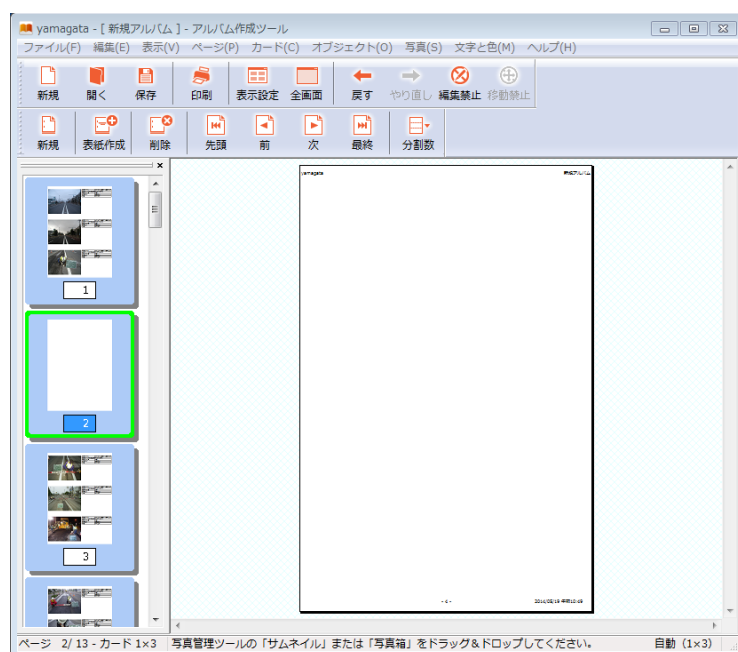 yamagata - [ 新規アルバム ] - アルバム作成ツール
ファイル(F) 編集(E) 表示(V) ページ(P) カード(C) オブジェクト(O) 写真(S) 文字と色(M) ヘルプ(H)
新規 開く 保存 印刷 表示設定 全画面 戻す やり直し 編集禁止 移動禁止
新規 表紙作成 削除 先頭 前 次 最終 分割数
yamagata 新規アルバム
1
2
3
ページ 2/ 13 - カード 1×3 写真管理ツールの「サムネイル」または「写真箱」をドラッグ&ドロップしてください。 自動（1×3）